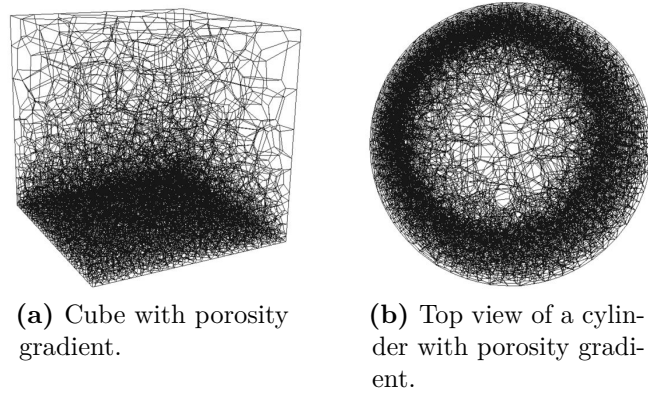 (a) Cube with porosity
gradient.
(b) Top view of a cylin-
der with porosity gradi-
ent.